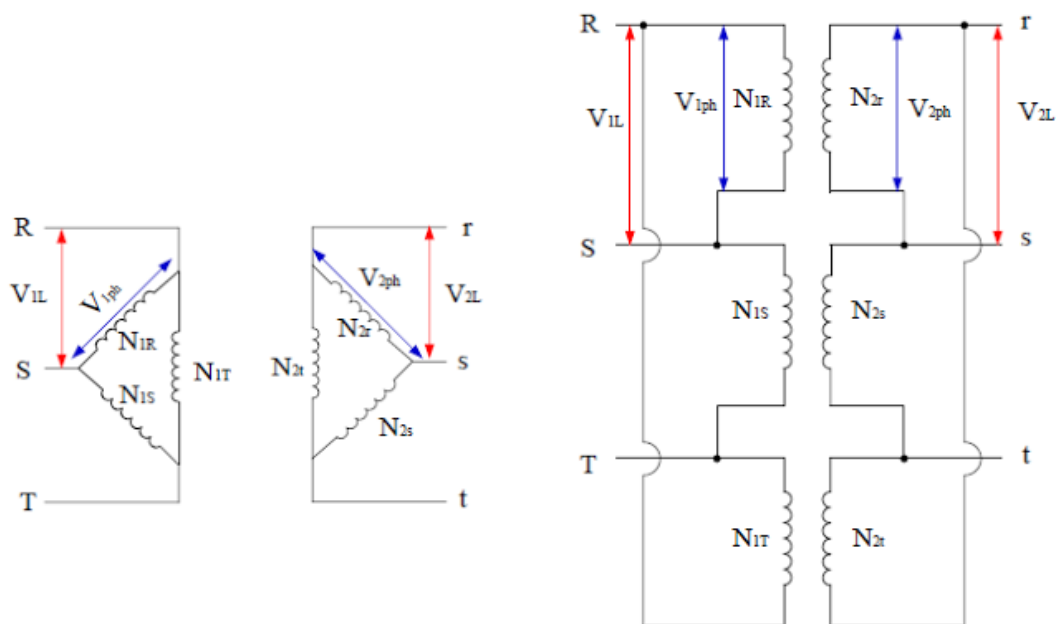 R
V1L
V1ph
N1R
S
N1S
N1T
T
r
V2ph
V2L
N2r
s
N2t
N2s
t
R
r
V1L
V1ph
N1R
N2r
V2ph
V2L
S
s
N1S
N2s
T
t
N1T
N2t